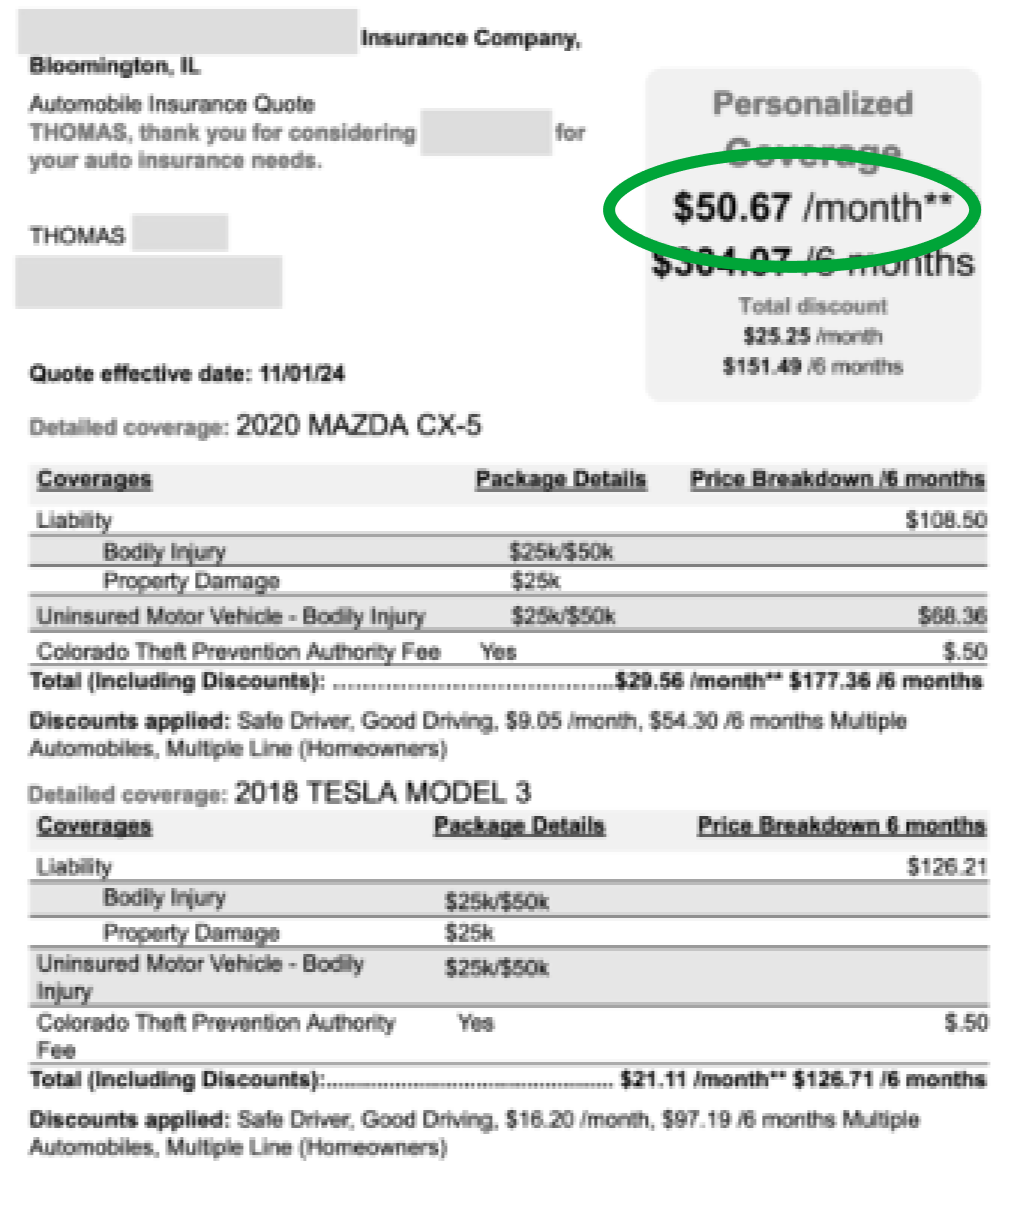 Insurance Company,
Bloomington, IL
Automobile Insurance Quote
THOMAS, thank you for considering for
your auto insurance needs.
THOMAS
Personalized
Coverage
$50.67 /month**
$304.07 /6 months
Total discount
$25.25 /month
$151.49 /6 months
Quote effective date: 11/01/24
Detailed coverage: 2020 MAZDA CX-5
Coverages Package Details Price Breakdown /6 months
Liability $108.50
Bodily Injury $25k/$50k
Property Damage $25k
Uninsured Motor Vehicle - Bodily Injury $25k/$50k $68.36
Colorado Theft Prevention Authority Fee Yes $.50
Total (Including Discounts): ........................................$29.56 /month** $177.36 /6 months
Discounts applied: Safe Driver, Good Driving, $9.05 /month, $54.30 /6 months Multiple
Automobiles, Multiple Line (Homeowners)
Detailed coverage: 2018 TESLA MODEL 3
Coverages Package Details Price Breakdown 6 months
Liability $126.21
Bodily Injury $25k/$50k
Property Damage $25k
Uninsured Motor Vehicle - Bodily $25k/$50k
Injury
Colorado Theft Prevention Authority Yes $.50
Fee
Total (Including Discounts):......................................... $21.11 /month** $126.71 /6 months
Discounts applied: Safe Driver, Good Driving, $16.20 /month, $97.19 /6 months Multiple
Automobiles, Multiple Line (Homeowners)